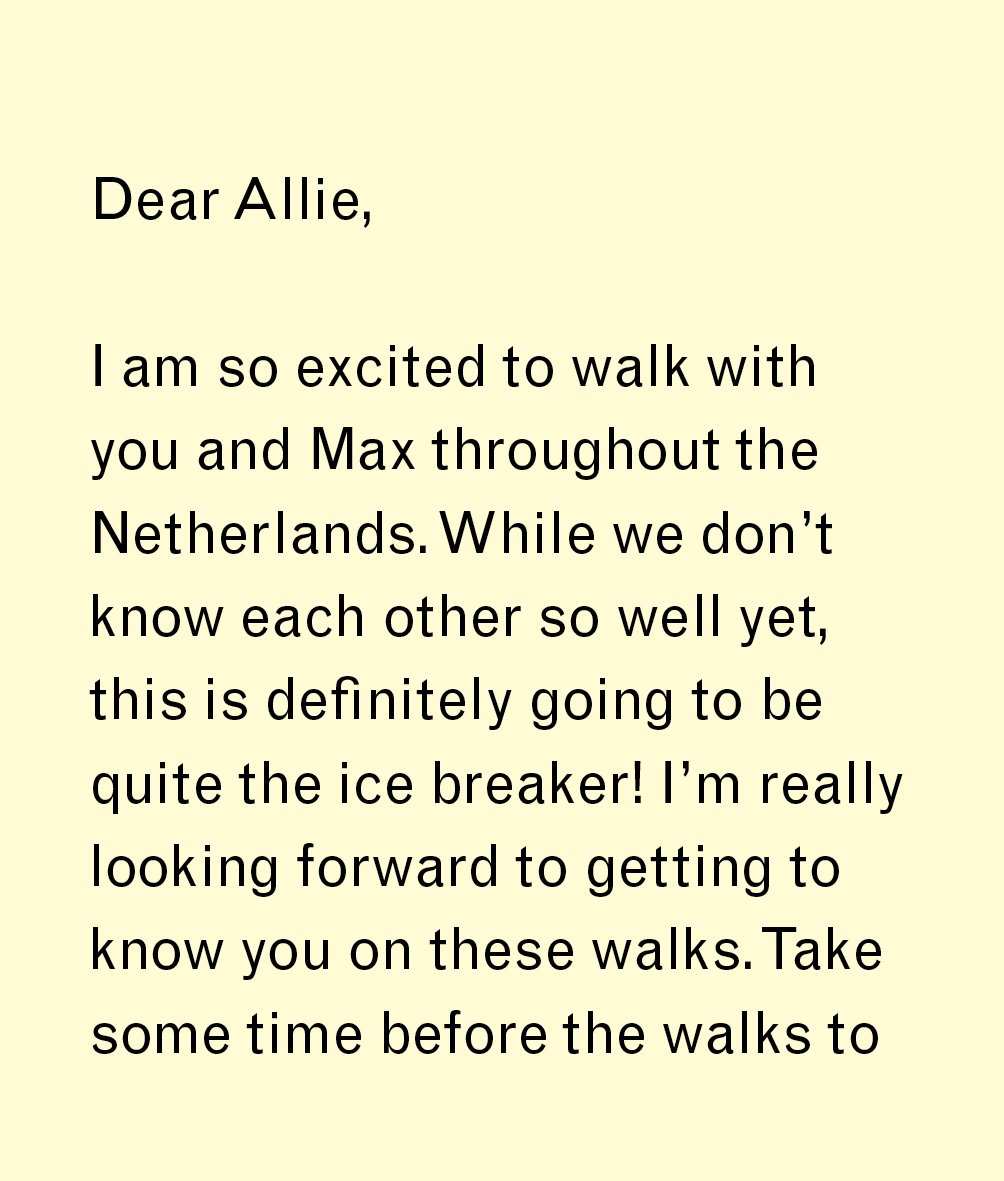 Dear Allie,
I am so excited to walk with
you and Max throughout the
Netherlands. While we don’t
know each other so well yet,
this is definitely going to be
quite the ice breaker! I’m really
looking forward to getting to
know you on these walks. Take
some time before the walks to